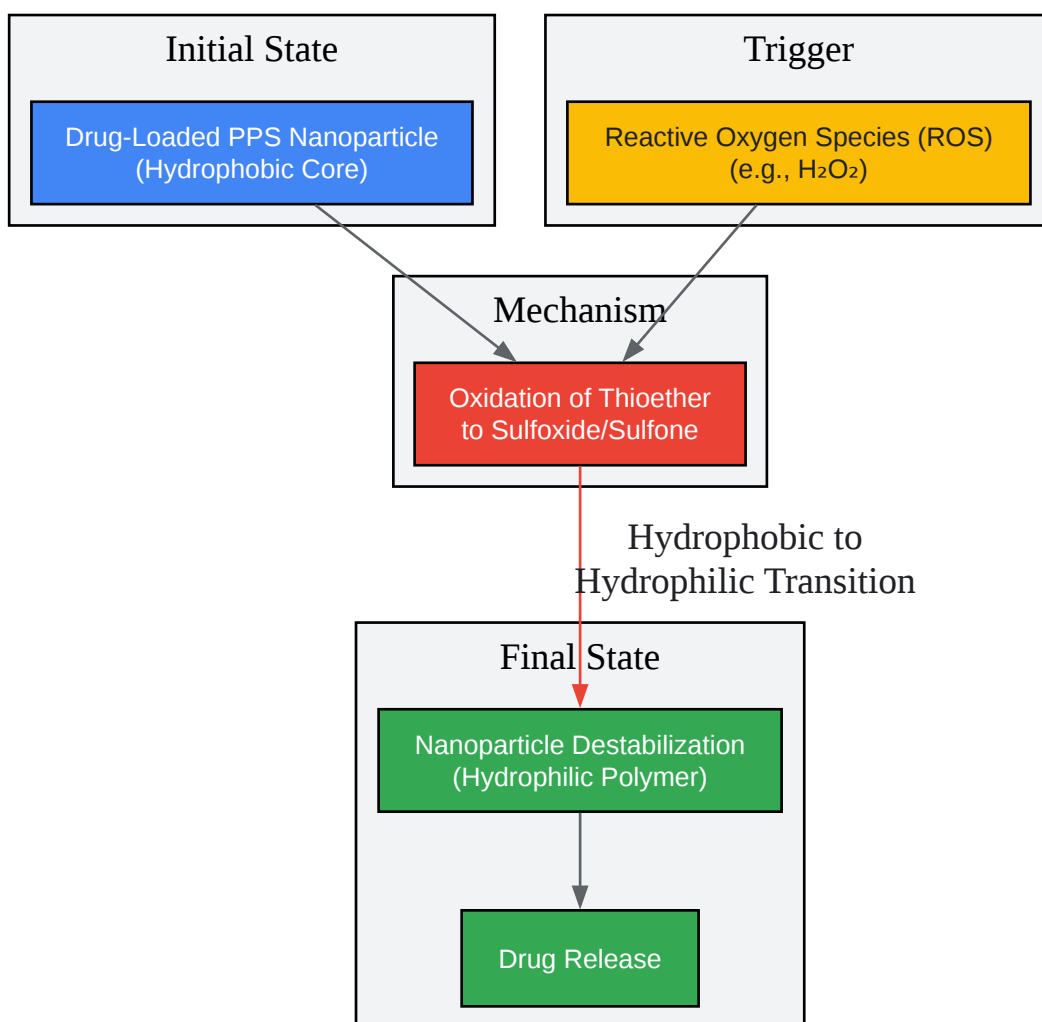 Initial State
Drug-Loaded PPS Nanoparticle
(Hydrophobic Core)
Trigger
Reactive Oxygen Species (ROS)
(e.g., H₂O₂)
Mechanism
Oxidation of Thioether
to Sulfoxide/Sulfone
Hydrophobic to
Hydrophilic Transition
Final State
Nanoparticle Destabilization
(Hydrophilic Polymer)
Drug Release